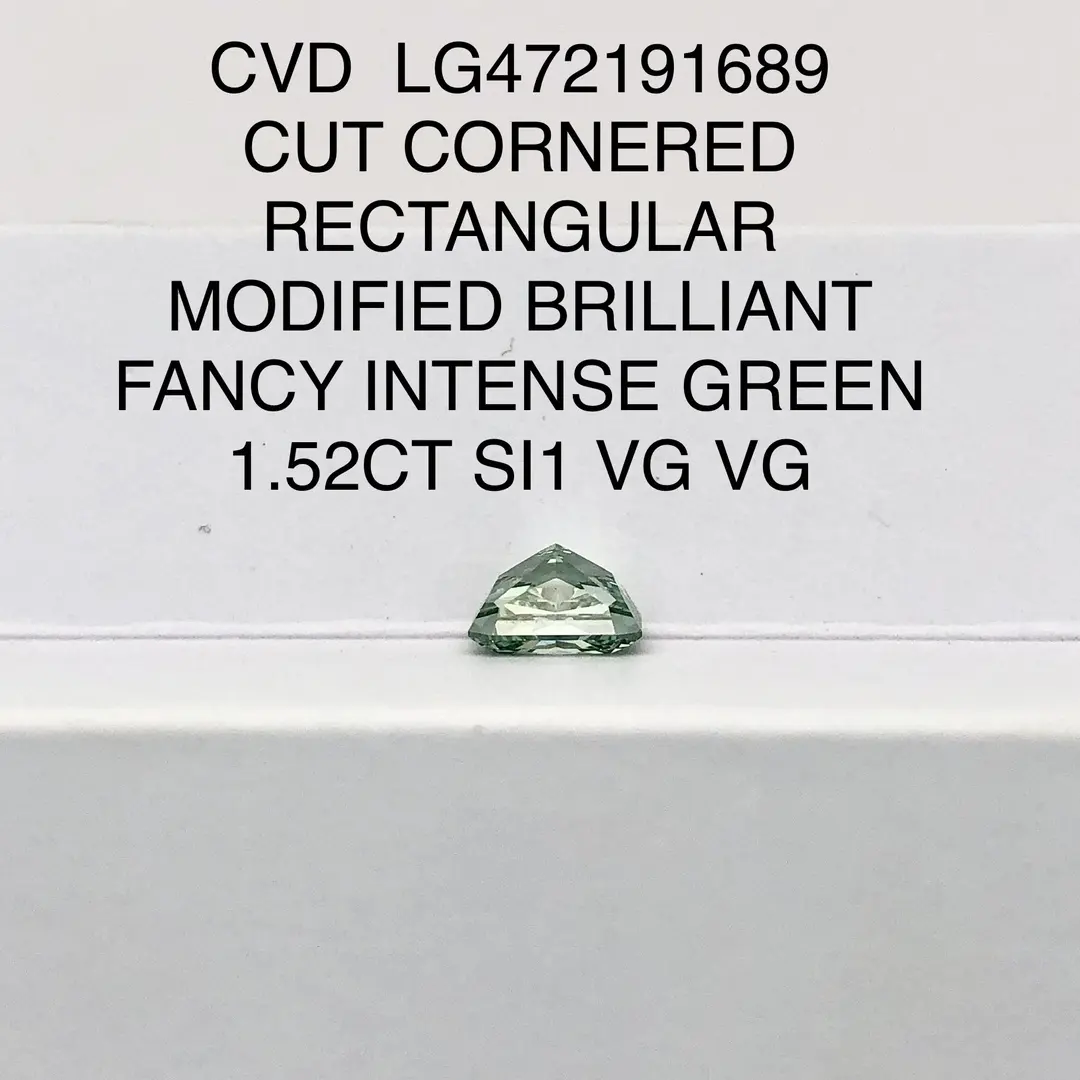 CVD LG472191689
CUT CORNERED
RECTANGULAR
MODIFIED BRILLIANT
FANCY INTENSE GREEN
1.52CT SI1 VG VG